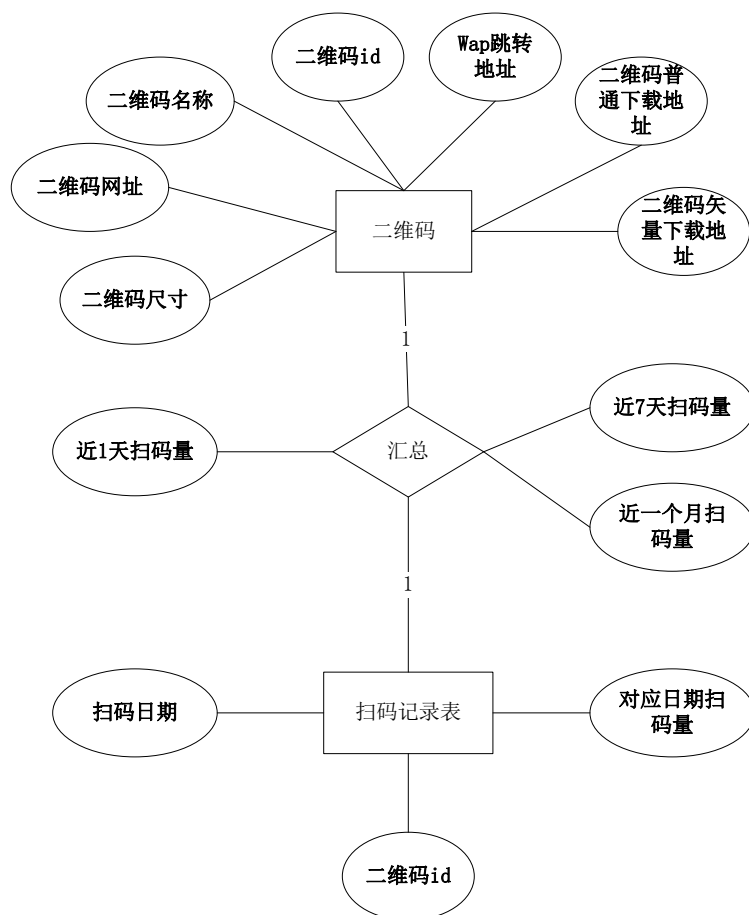 Wap跳转
地址
二维码id
二维码普
通下载地
址
二维码名称
二维码网址
二维码矢
量下载地
址
二维码
二维码尺寸
1
近7天扫码量
近1天扫码量
汇总
近一个月扫
码量
1
扫码日期
扫码记录表
对应日期扫
码量
二维码id